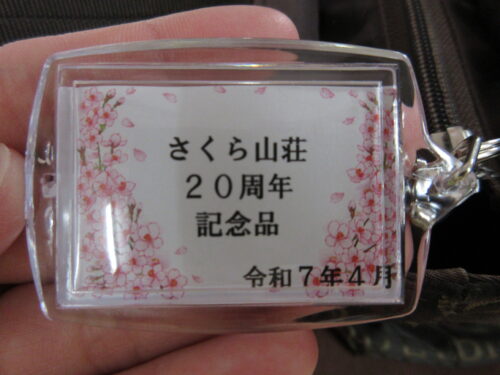 さくら山荘
２０周年
記念品
令和７年４月